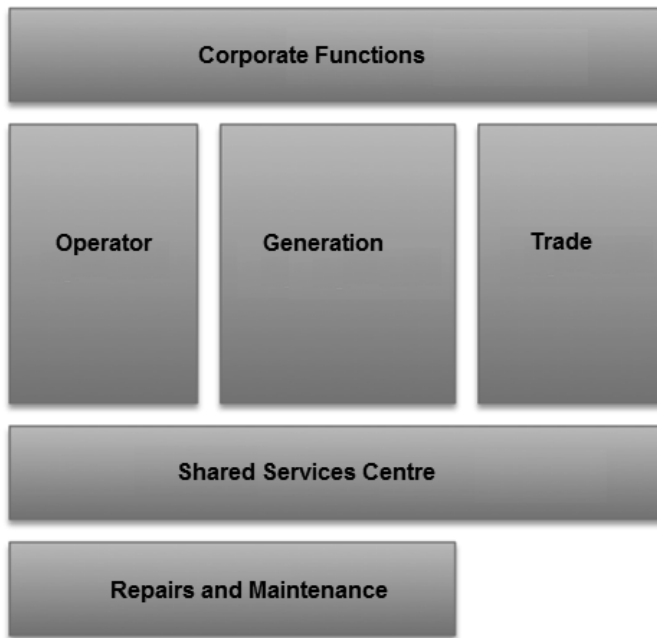 Corporate Functions
Operator
Generation
Trade
Shared Services Centre
Repairs and Maintenance